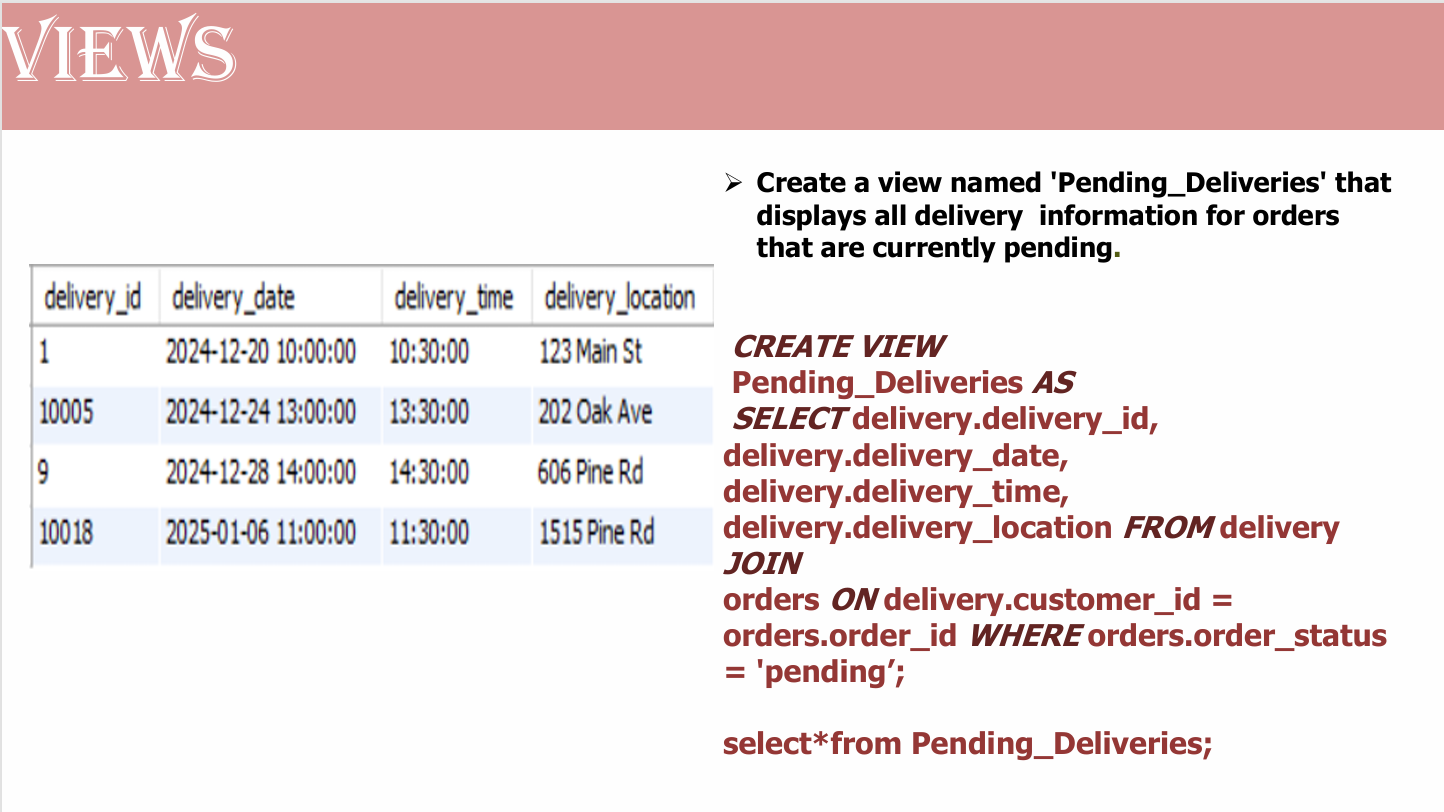 VIEWS
delivery_id delivery_date delivery_time delivery_location
1 2024-12-20 10:00:00 10:30:00 123 Main St
10005 2024-12-24 13:00:00 13:30:00 202 Oak Ave
9 2024-12-28 14:00:00 14:30:00 606 Pine Rd
10018 2025-01-06 11:00:00 11:30:00 1515 Pine Rd
➢ Create a view named 'Pending_Deliveries' that
displays all delivery information for orders
that are currently pending.
CREATE VIEW
Pending_Deliveries AS
SELECT delivery.delivery_id,
delivery.delivery_date,
delivery.delivery_time,
delivery.delivery_location FROM delivery
JOIN
orders ON delivery.customer_id =
orders.order_id WHERE orders.order_status
= 'pending’;
select*from Pending_Deliveries;